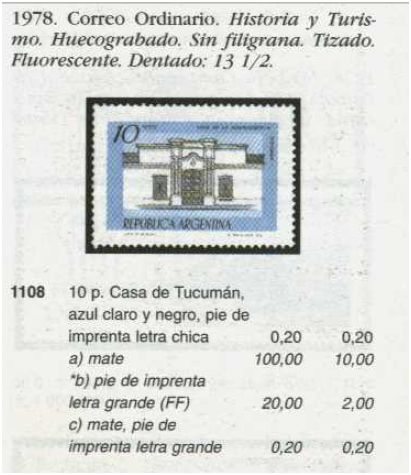 1978. Correo Ordinario. Historia y Turis-
mo. Huecograbado. Sin filigrana. Tizado.
Fluorescente. Dentado: 13 1/2.
10
REPUBLICA ARGENTINA
1108 10 p. Casa de Tucumán,
azul claro y negro, pie de
imprenta letra chica 0,20 0,20
a) mate 100,00 10,00
*b) pie de imprenta
letra grande (FF) 20,00 2,00
c) mate, pie de
imprenta letra grande 0,20 0,20